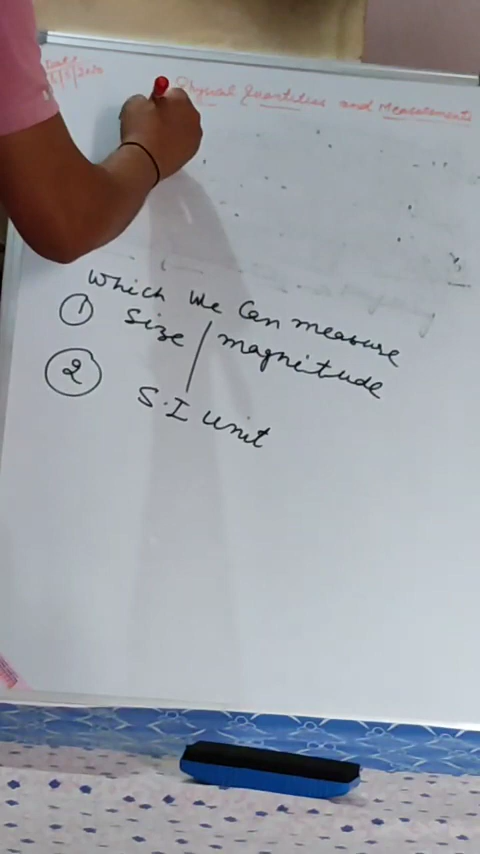 Physical Quantities and Measurements
Which We Can measure
① Size / magnitude
② S.I unit